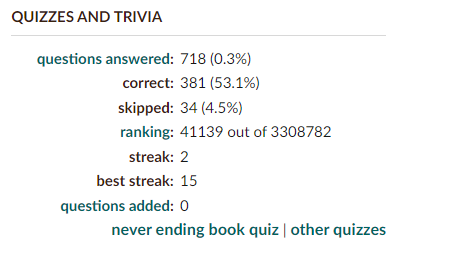 QUIZZES AND TRIVIA
questions answered: 718 (0.3%)
correct: 381 (53.1%)
skipped: 34 (4.5%)
ranking: 41139 out of 3308782
streak: 2
best streak: 15
questions added: 0
never ending book quiz | other quizzes